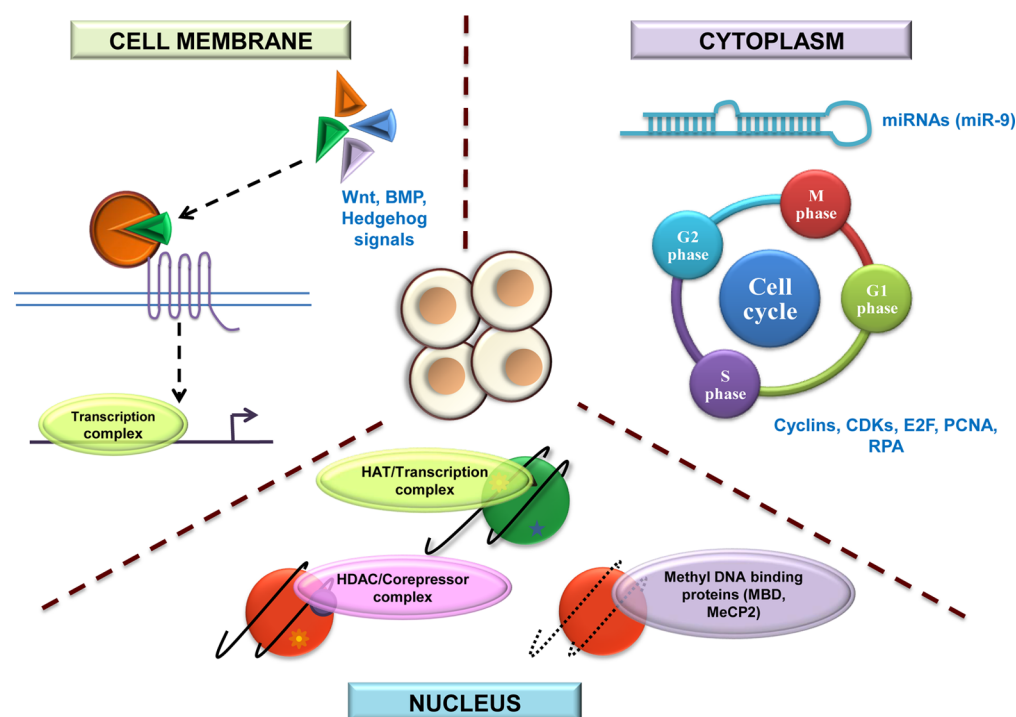 CELL MEMBRANE
CYTOPLASM
miRNAs (miR-9)
Wnt, BMP,
Hedgehog
signals
M
phase
G2
phase
Cell
cycle
G1
phase
S
phase
Transcription
complex
Cyclins, CDKs, E2F, PCNA,
RPA
HAT/Transcription
complex
HDAC/Corepressor
complex
Methyl DNA binding
proteins (MBD,
MeCP2)
NUCLEUS